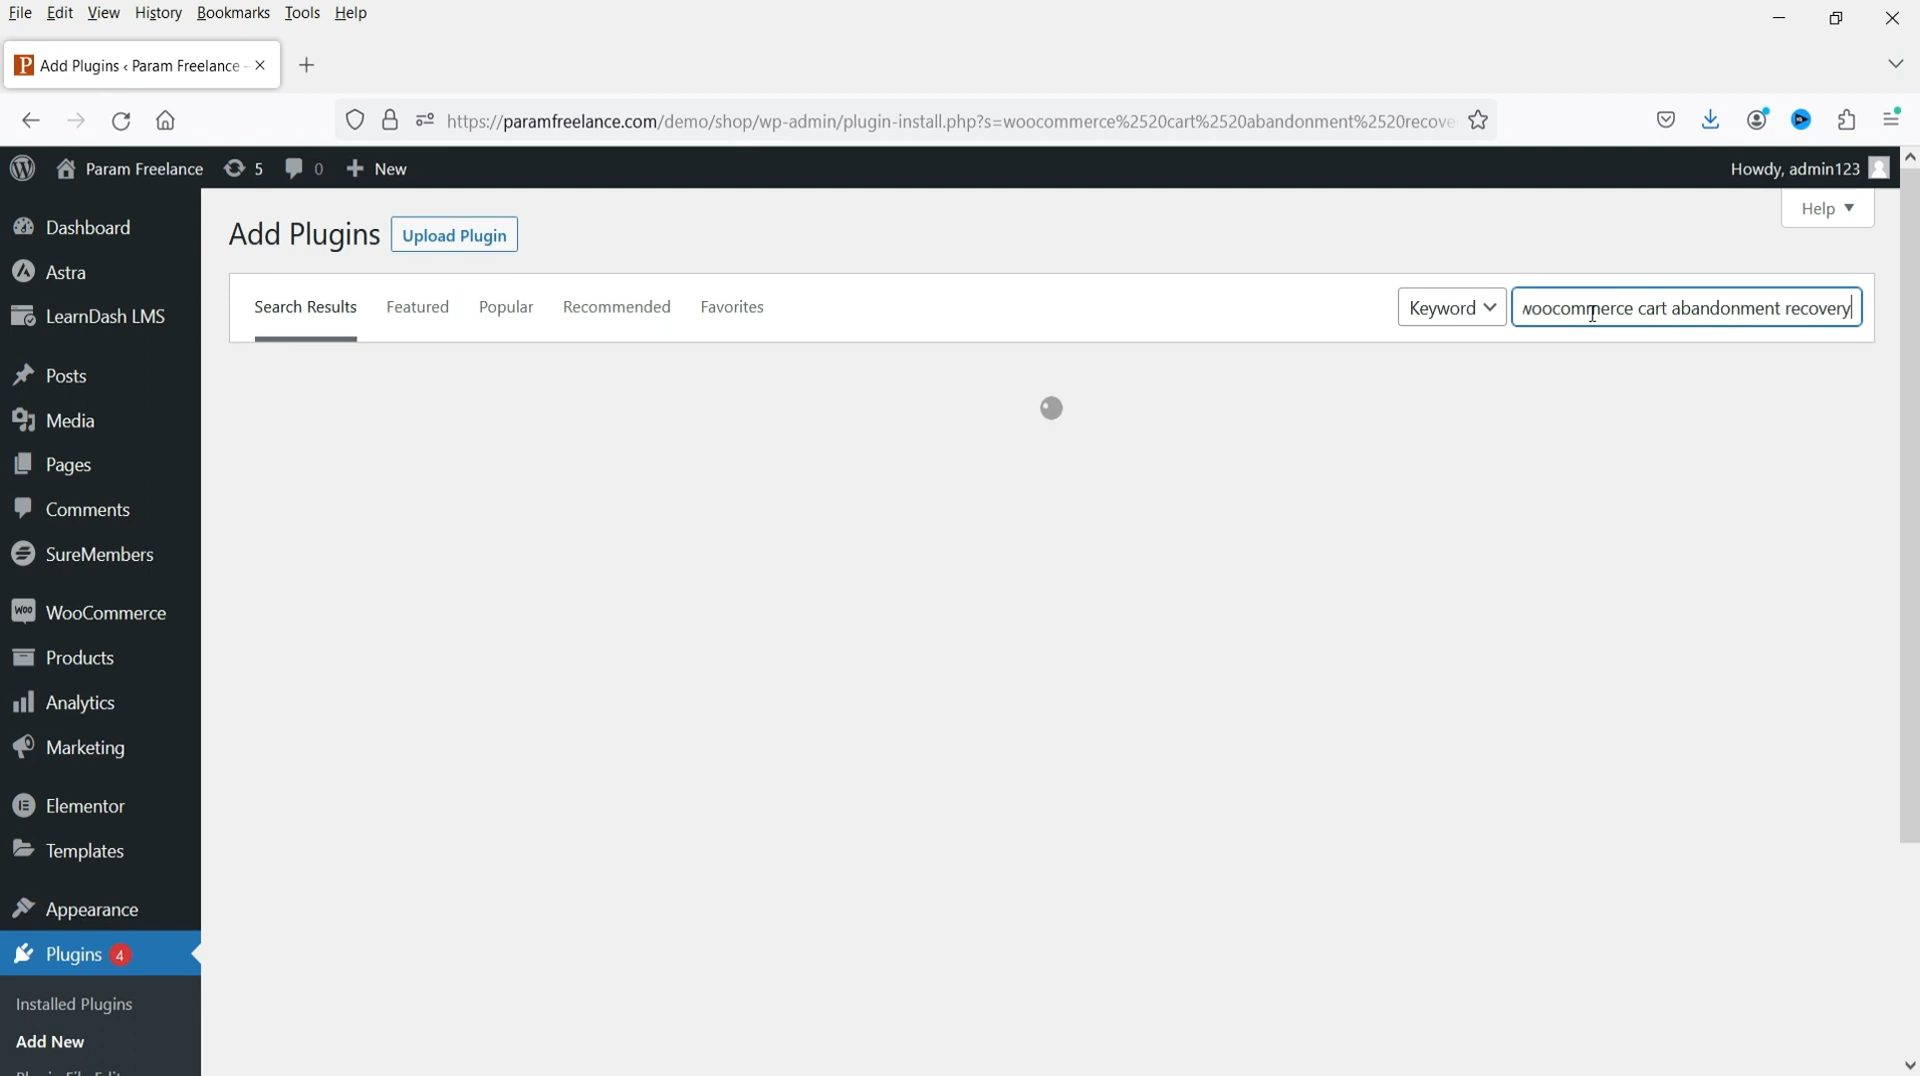 File Edit View History Bookmarks Tools Help
P Add Plugins ‹ Param Freelance –
https://paramfreelance.com/demo/shop/wp-admin/plugin-install.php?s=woocommerce%2520cart%2520abandonment%2520recove
Param Freelance 5 0 New Howdy, admin123
Help
Dashboard
Add Plugins Upload Plugin
Astra
Search Results Featured Popular Recommended Favorites Keyword woocommerce cart abandonment recovery
LearnDash LMS
Posts
Media
Pages
Comments
SureMembers
Woo WooCommerce
Products
Analytics
Marketing
Elementor
Templates
Appearance
Plugins 4
Installed Plugins
Add New